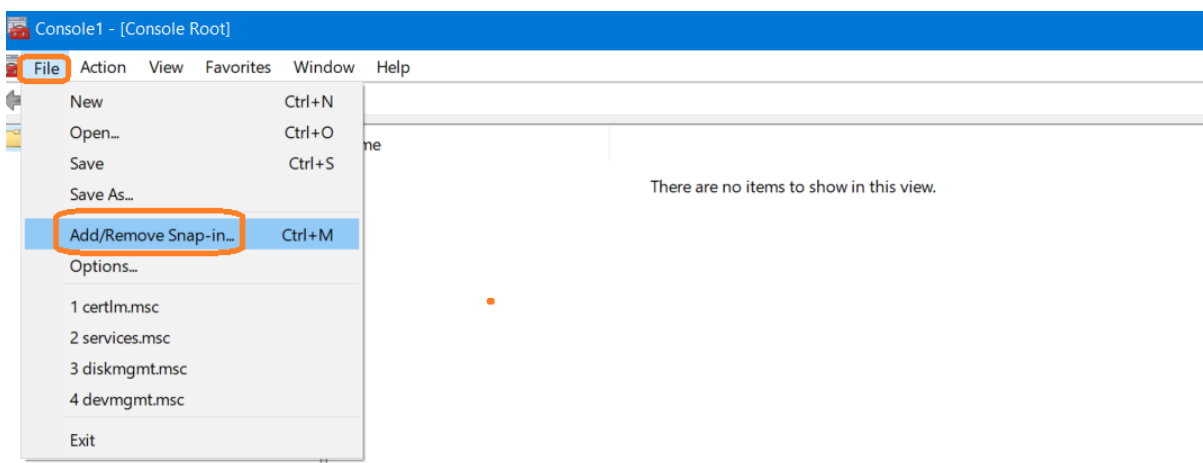 Console1 - [Console Root]
File Action View Favorites Window Help
New Ctrl+N
Open... Ctrl+O
Save Ctrl+S
Save As...
Add/Remove Snap-in... Ctrl+M
Options...
1 certlm.msc
2 services.msc
3 diskmgmt.msc
4 devmgmt.msc
Exit
There are no items to show in this view.